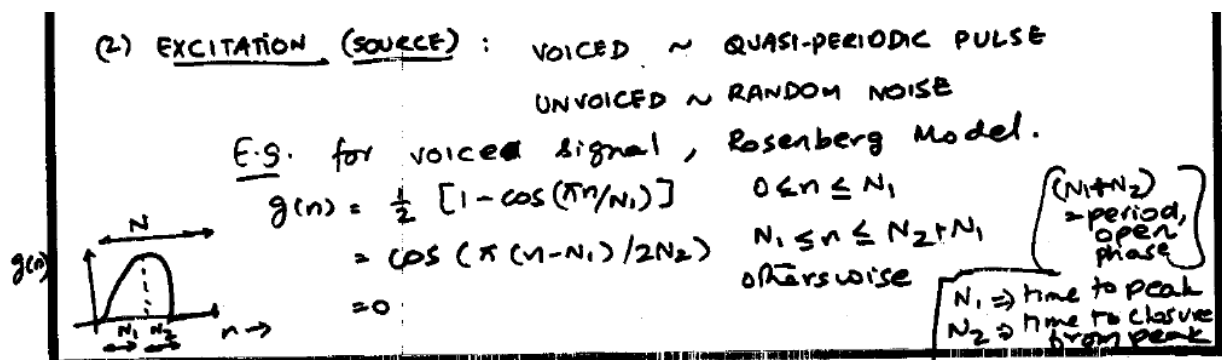 (2) EXCITATION (SOURCE) : VOICED ~ QUASI-PERIODIC PULSE
UNVOICED ~ RANDOM NOISE
E.g. for voiced signal, Rosenberg Model.
g(n) = 1/2 [1-cos(πn/N₁)] 0≤n≤N₁
= cos(π(n-N₁)/2N₂) N₁≤n≤N₂+N₁
=0 otherswise
(N₁+N₂)
=period,
open
phase
N₁ ⇒ time to peak
N₂ ⇒ time to closure
from peak
N
g(n)
N₁ N₂ n→